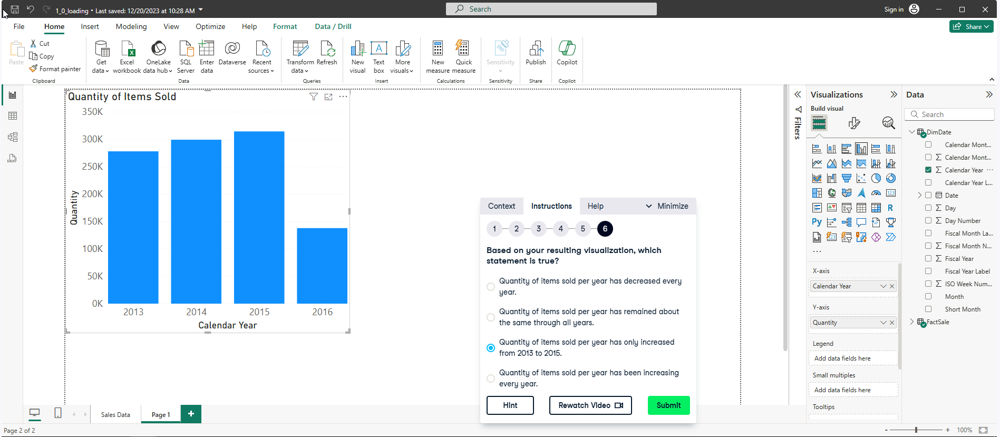 1_0_loading • Last saved: 12/20/2023 at 10:28 AM
Search
Sign in
File Home Insert Modeling View Optimize Help Format Data / Drill
Share
Paste
Cut
Copy
Format painter
Clipboard
Get data
Excel workbook
OneLake data hub
SQL Server
Enter data
Dataverse
Recent sources
Data
Transform data
Refresh
Queries
New visual
Text box
More visuals
Insert
New measure
Quick measure
Calculations
Sensitivity
Sensitivity
Publish
Share
Copilot
Copilot
Quantity of Items Sold
350K
300K
250K
200K
150K
100K
50K
0K
Quantity
2013 2014 2015 2016
Calendar Year
Context Instructions Help Minimize
1 2 3 4 5 6
Based on your resulting visualization, which
statement is true?
Quantity of items sold per year has decreased every
year.
Quantity of items sold per year has remained about
the same through all years.
Quantity of items sold per year has only increased
from 2013 to 2015.
Quantity of items sold per year has been increasing
every year.
Hint
Rewatch Video
Submit
Filters
Visualizations
Build visual
123
R
Py
...
X-axis
Calendar Year
Y-axis
Quantity
Legend
Add data fields here
Small multiples
Add data fields here
Tooltips
Data
Search
DimDate
Calendar Mont...
Calendar Mont...
Calendar Year
Calendar Year L...
Date
Day
Day Number
Fiscal Month La...
Fiscal Month N...
Fiscal Year
Fiscal Year Label
ISO Week Num...
Month
Short Month
FactSale
DAX
Sales Data
Page 1
+
Page 2 of 2
- + 100%